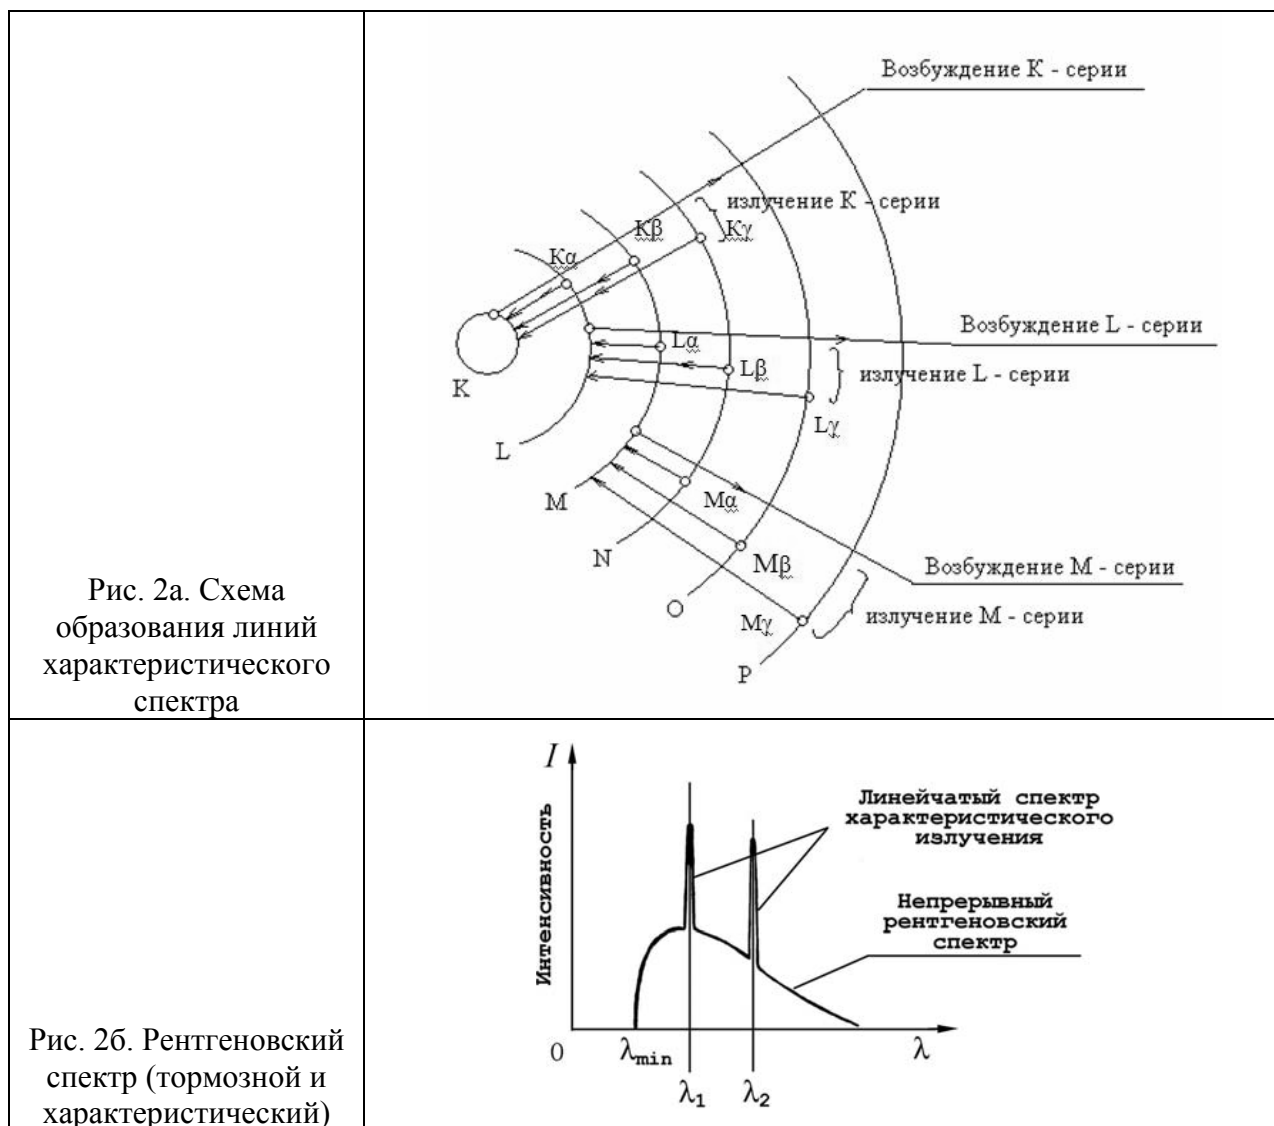 Возбуждение К - серии
излучение К - серии
Kγ
Kβ
Kα
Возбуждение L - серии
Lα
излучение L - серии
Lβ
K
Lγ
L
M
Mα
N
Mβ
Возбуждение М - серии
O
Mγ
излучение М - серии
P
Рис. 2а. Схема
образования линий
характеристического
спектра
I
Интенсивность
Линейчатый спектр
характеристического
излучения
Непрерывный
рентгеновский
спектр
0
λmin
λ
λ1
λ2
Рис. 2б. Рентгеновский
спектр (тормозной и
характеристический)